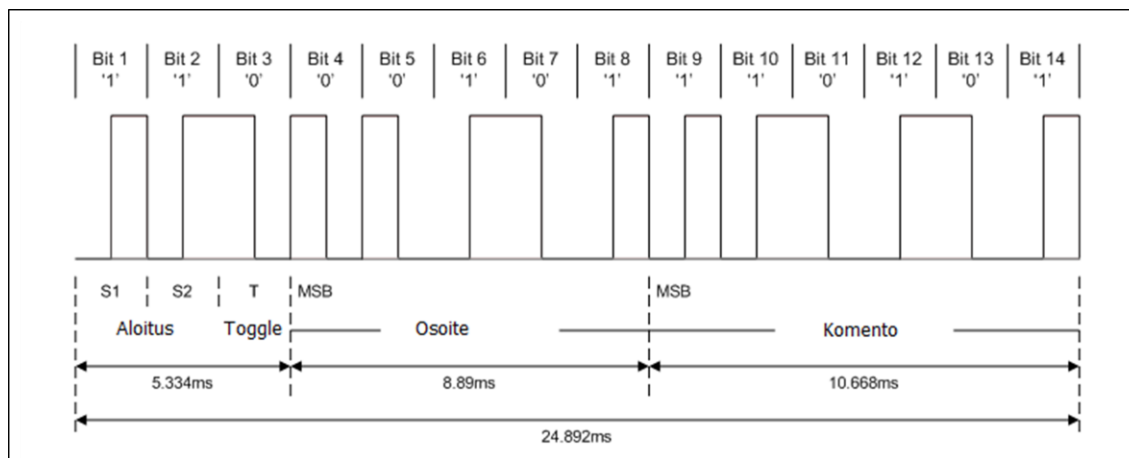 Bit 1 Bit 2 Bit 3 Bit 4 Bit 5 Bit 6 Bit 7 Bit 8 Bit 9 Bit 10 Bit 11 Bit 12 Bit 13 Bit 14
'1' '1' '0' '0' '0' '1' '0' '1' '1' '1' '0' '1' '0' '1'
S1 S2 T MSB MSB
Aloitus Toggle Osoite Komento
5.334ms 8.89ms 10.668ms
24.892ms